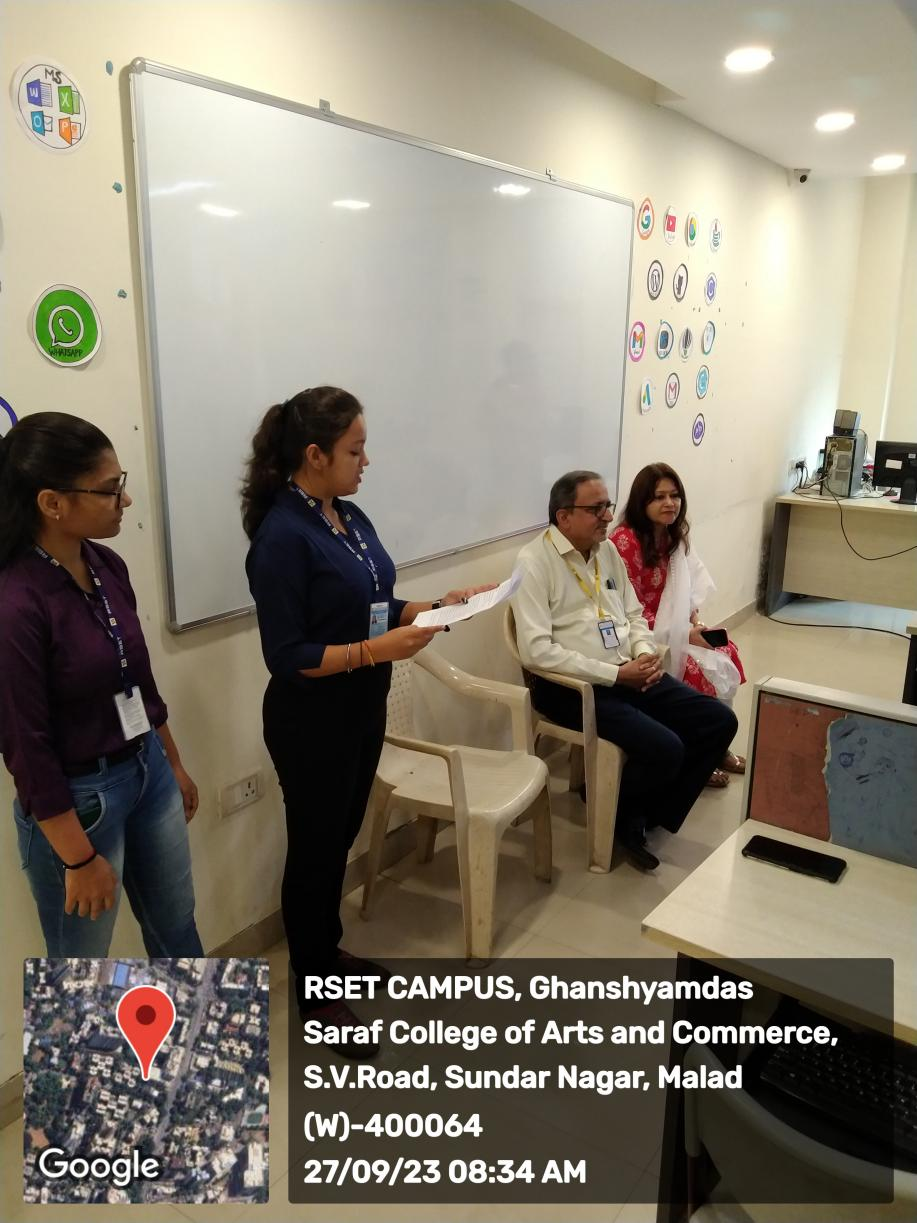 MS
W
X
O
P
WHATSAPP
G
M
M
RSET CAMPUS, Ghanshyamdas
Saraf College of Arts and Commerce,
S.V.Road, Sundar Nagar, Malad
(W)-400064
27/09/23 08:34 AM
Google